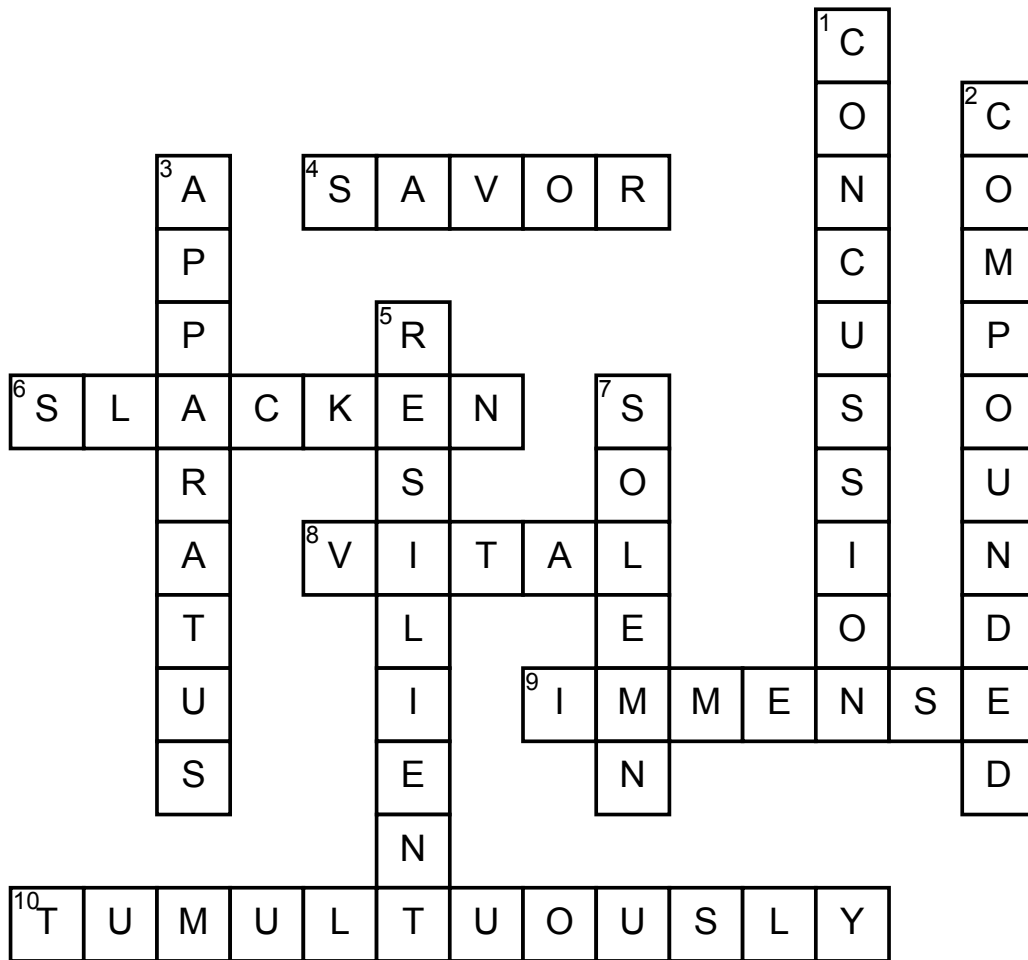 1 C
O 2 C
3 A 4 S A V O R N O
P C M
P 5 R U P
6 S L A C K E N 7 S S O
R S O S U
A 8 V I T A L I N
T L E O D
U I 9 I M M E N S E
S E N D
N
10 T U M U L T U O U S L Y